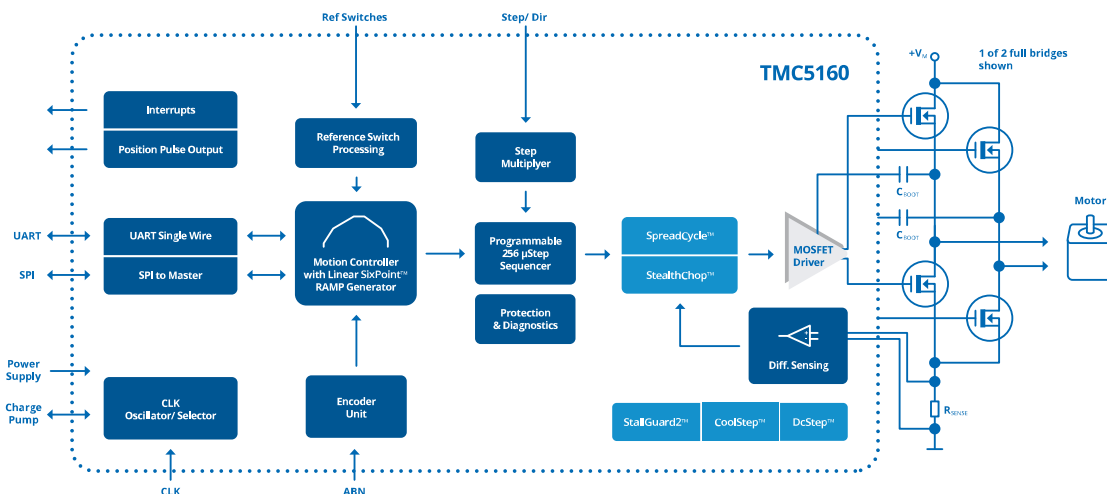 Ref Switches
Step/ Dir
+VM
1 of 2 full bridges
shown
TMC5160
Interrupts
Position Pulse Output
Reference Switch
Processing
Step
Multiplyer
CBOOT
CBOOT
Motor
UART
UART Single Wire
SPI
SPI to Master
Motion Controller
with Linear SixPoint™
RAMP Generator
Programmable
256 µStep
Sequencer
SpreadCycle™
StealthChop™
MOSFET
Driver
Protection
& Diagnostics
Diff. Sensing
Power
Supply
Charge
Pump
CLK
Oscillator/ Selector
Encoder
Unit
StallGuard2™
CoolStep™
DcStep™
RSENSE
CLK
ABN